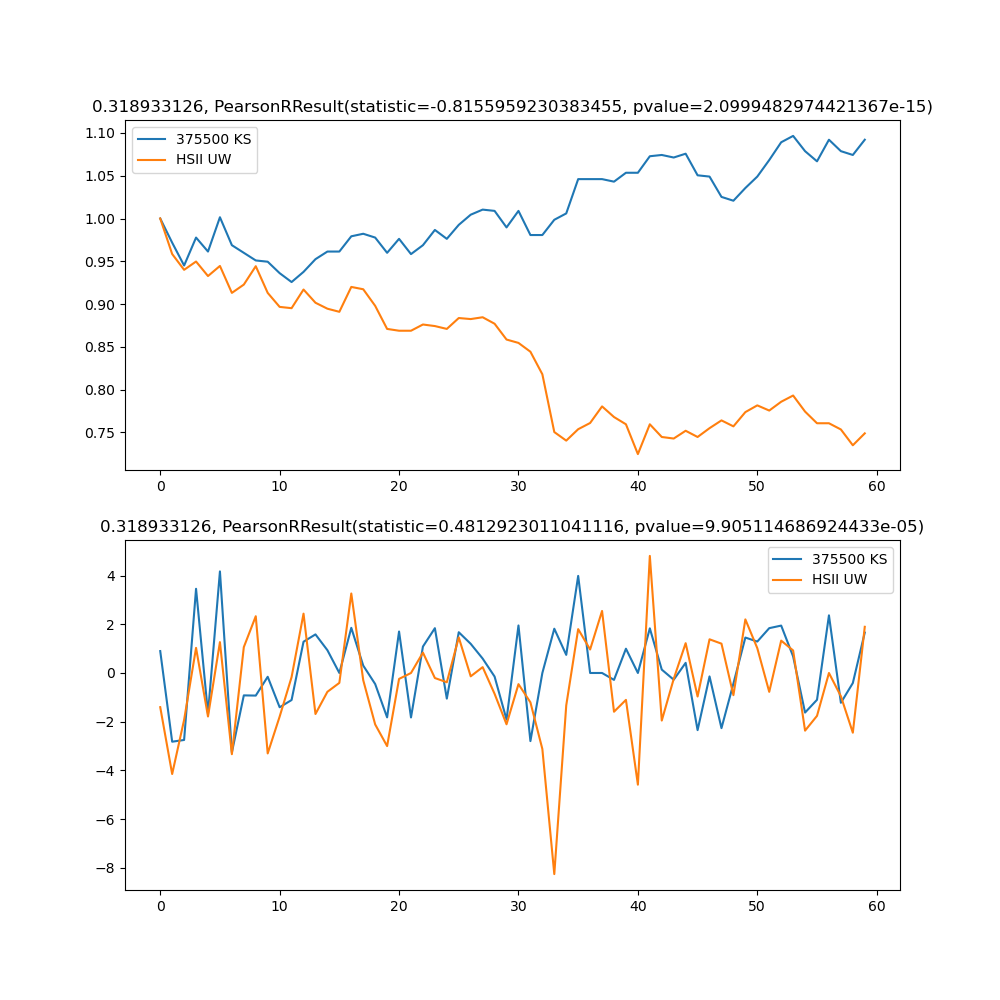 0.318933126, PearsonRResult(statistic=-0.8155959230383455, pvalue=2.0999482974421367e-15)
375500 KS
HSII UW
1.10
1.05
1.00
0.95
0.90
0.85
0.80
0.75
0 10 20 30 40 50 60
0.318933126, PearsonRResult(statistic=0.4812923011041116, pvalue=9.905114686924433e-05)
375500 KS
HSII UW
4
2
0
−2
−4
−6
−8
0 10 20 30 40 50 60